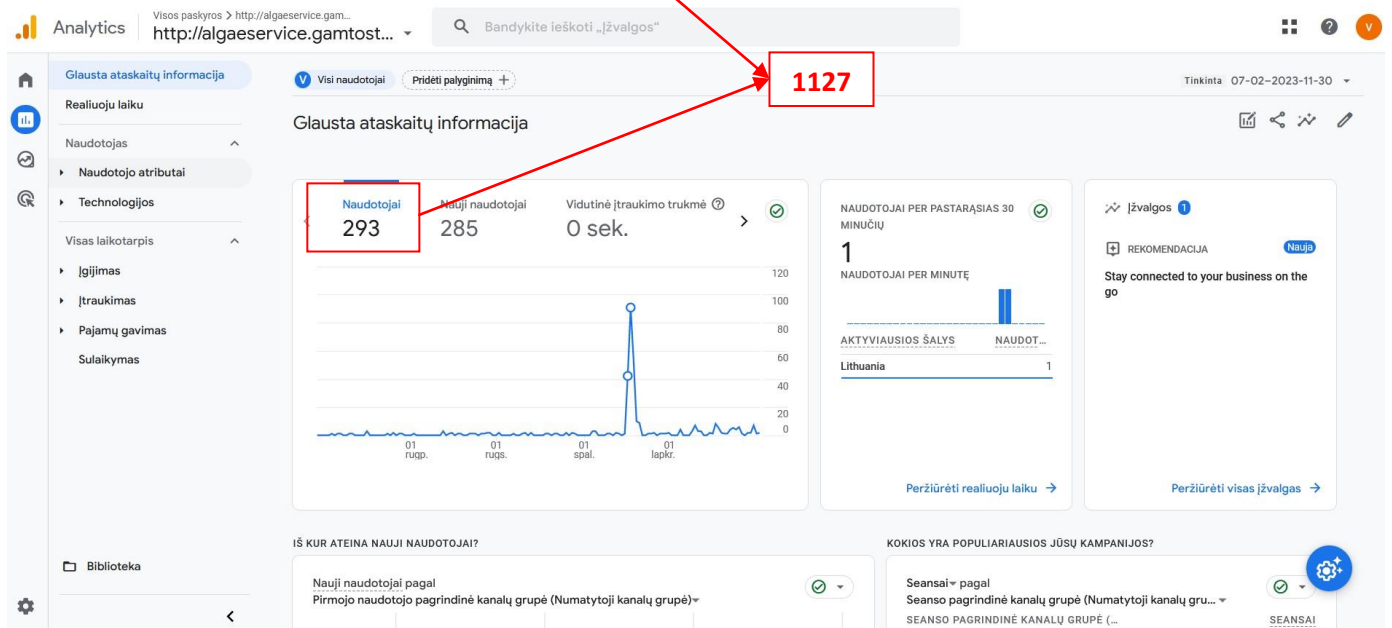 Analytics
Visos paskyros > http://algaeservice.gam...
http://algaeservice.gamtost...
Bandykite ieškoti „Įžvalgos“
V
Glausta ataskaitų informacija
Realiuoju laiku
Naudotojas
Naudotojo atributai
Technologijos
Visas laikotarpis
Įgijimas
Įtraukimas
Pajamų gavimas
Sulaikymas
Biblioteka
V Visi naudotojai
Pridėti palyginimą +
1127
Tinkinta 07-02–2023-11-30
Glausta ataskaitų informacija
Naudotojai
293
Nauji naudotojai
285
Vidutinė įtraukimo trukmė
0 sek.
120
100
80
60
40
20
0
01 rugp.
01 rugs.
01 spal.
01 lapkr.
NAUDOTOJAI PER PASTARĄSIAS 30
MINUČIŲ
1
NAUDOTOJAI PER MINUTĘ
AKTYVIAUSIOS ŠALYS NAUDOT...
Lithuania 1
Peržiūrėti realiuoju laiku →
Įžvalgos 1
REKOMENDACIJA Nauja
Stay connected to your business on the
go
Peržiūrėti visas įžvalgas →
IŠ KUR ATEINA NAUJI NAUDOTOJAI?
Nauji naudotojai pagal
Pirmojo naudotojo pagrindinė kanalų grupė (Numatytoji kanalų grupė)
KOKIOS YRA POPULIARIAUSIOS JŪSŲ KAMPANIJOS?
Seansai pagal
Seanso pagrindinė kanalų grupė (Numatytoji kanalų gru...
SEANSO PAGRINDINĖ KANALŲ GRUPĖ (... SEANSAI